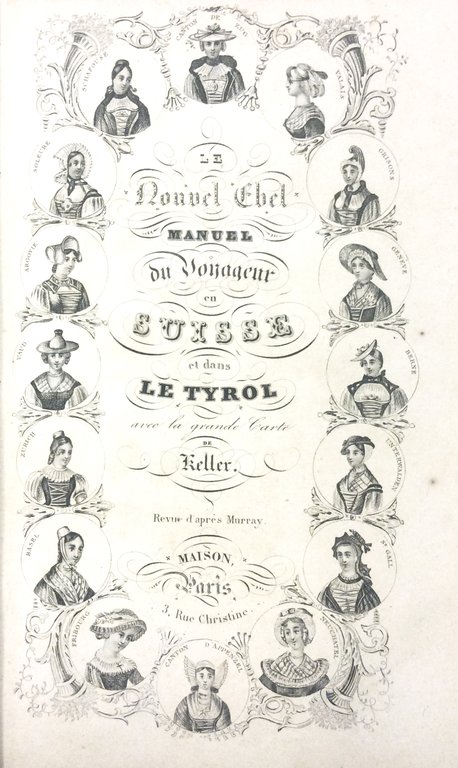 CANTON DE ZUG
SCHAFFOUSE
VALAIS
SOLEURE
GRISONS
ARGOVIE
GENEVE
VAUD
BERNE
ZURICH
UNTERWALDEN
BASEL
St GALL
FRIBOURG
NEUCHATEL
CANTON D'APPENZELL
LE
Nouvel Ebel
MANUEL
du Voyageur
en
SUISSE
et dans
LE TYROL
avec la grande Carte
DE
Keller.
Revue d'après Murray.
MAISON,
Paris
3, Rue Christine